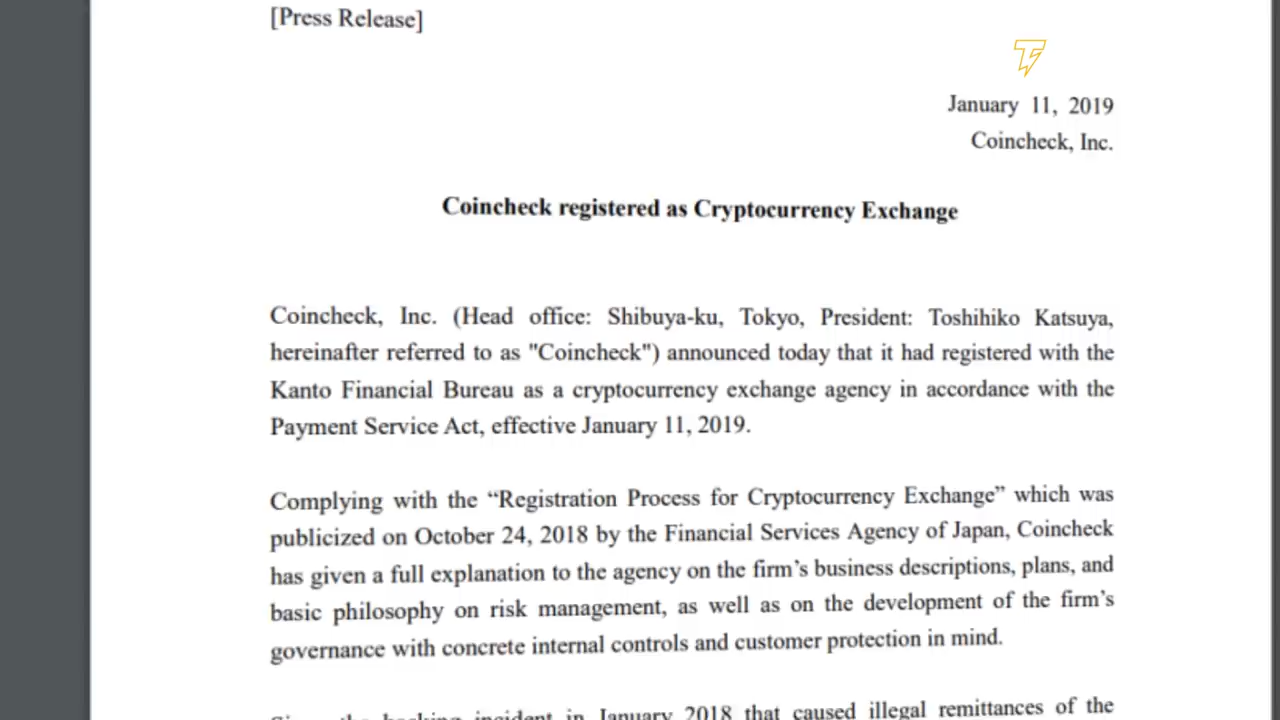 [Press Release]
January 11, 2019
Coincheck, Inc.
Coincheck registered as Cryptocurrency Exchange
Coincheck, Inc. (Head office: Shibuya-ku, Tokyo, President: Toshihiko Katsuya,
hereinafter referred to as "Coincheck") announced today that it had registered with the
Kanto Financial Bureau as a cryptocurrency exchange agency in accordance with the
Payment Service Act, effective January 11, 2019.
Complying with the “Registration Process for Cryptocurrency Exchange” which was
publicized on October 24, 2018 by the Financial Services Agency of Japan, Coincheck
has given a full explanation to the agency on the firm’s business descriptions, plans, and
basic philosophy on risk management, as well as on the development of the firm’s
governance with concrete internal controls and customer protection in mind.
the hacking incident in January 2018 that caused illegal remittances of the